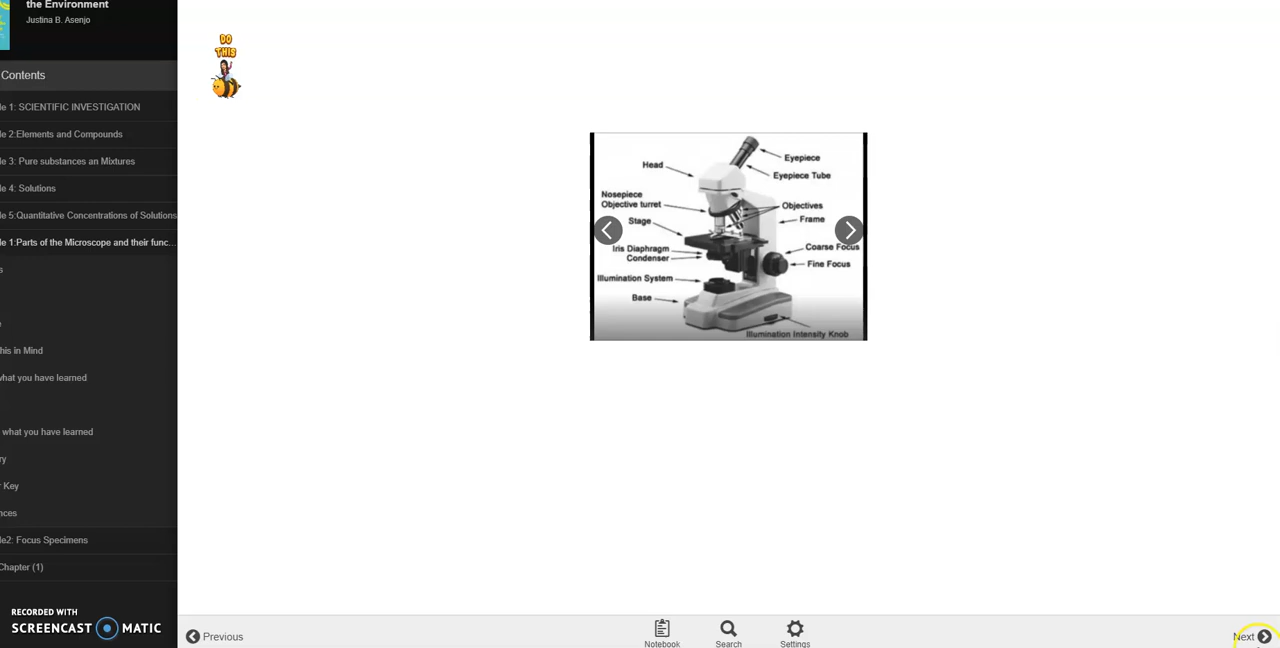 the Environment
Justina B. Asenjo
Contents
le 1: SCIENTIFIC INVESTIGATION
le 2:Elements and Compounds
le 3: Pure substances an Mixtures
le 4: Solutions
le 5:Quantitative Concentrations of Solutions
le 1:Parts of the Microscope and their func...
s
e
his in Mind
what you have learned
what you have learned
ry
r Key
nces
le2: Focus Specimens
Chapter (1)
RECORDED WITH
SCREENCAST MATIC
DO
THIS
Head
Eyepiece
Eyepiece Tube
Nosepiece
Objective turret
Objectives
Stage
Frame
Iris Diaphragm
Condenser
Coarse Focus
Fine Focus
Illumination System
Base
Illumination Intensity Knob
Previous
Notebook
Search
Settings
Next